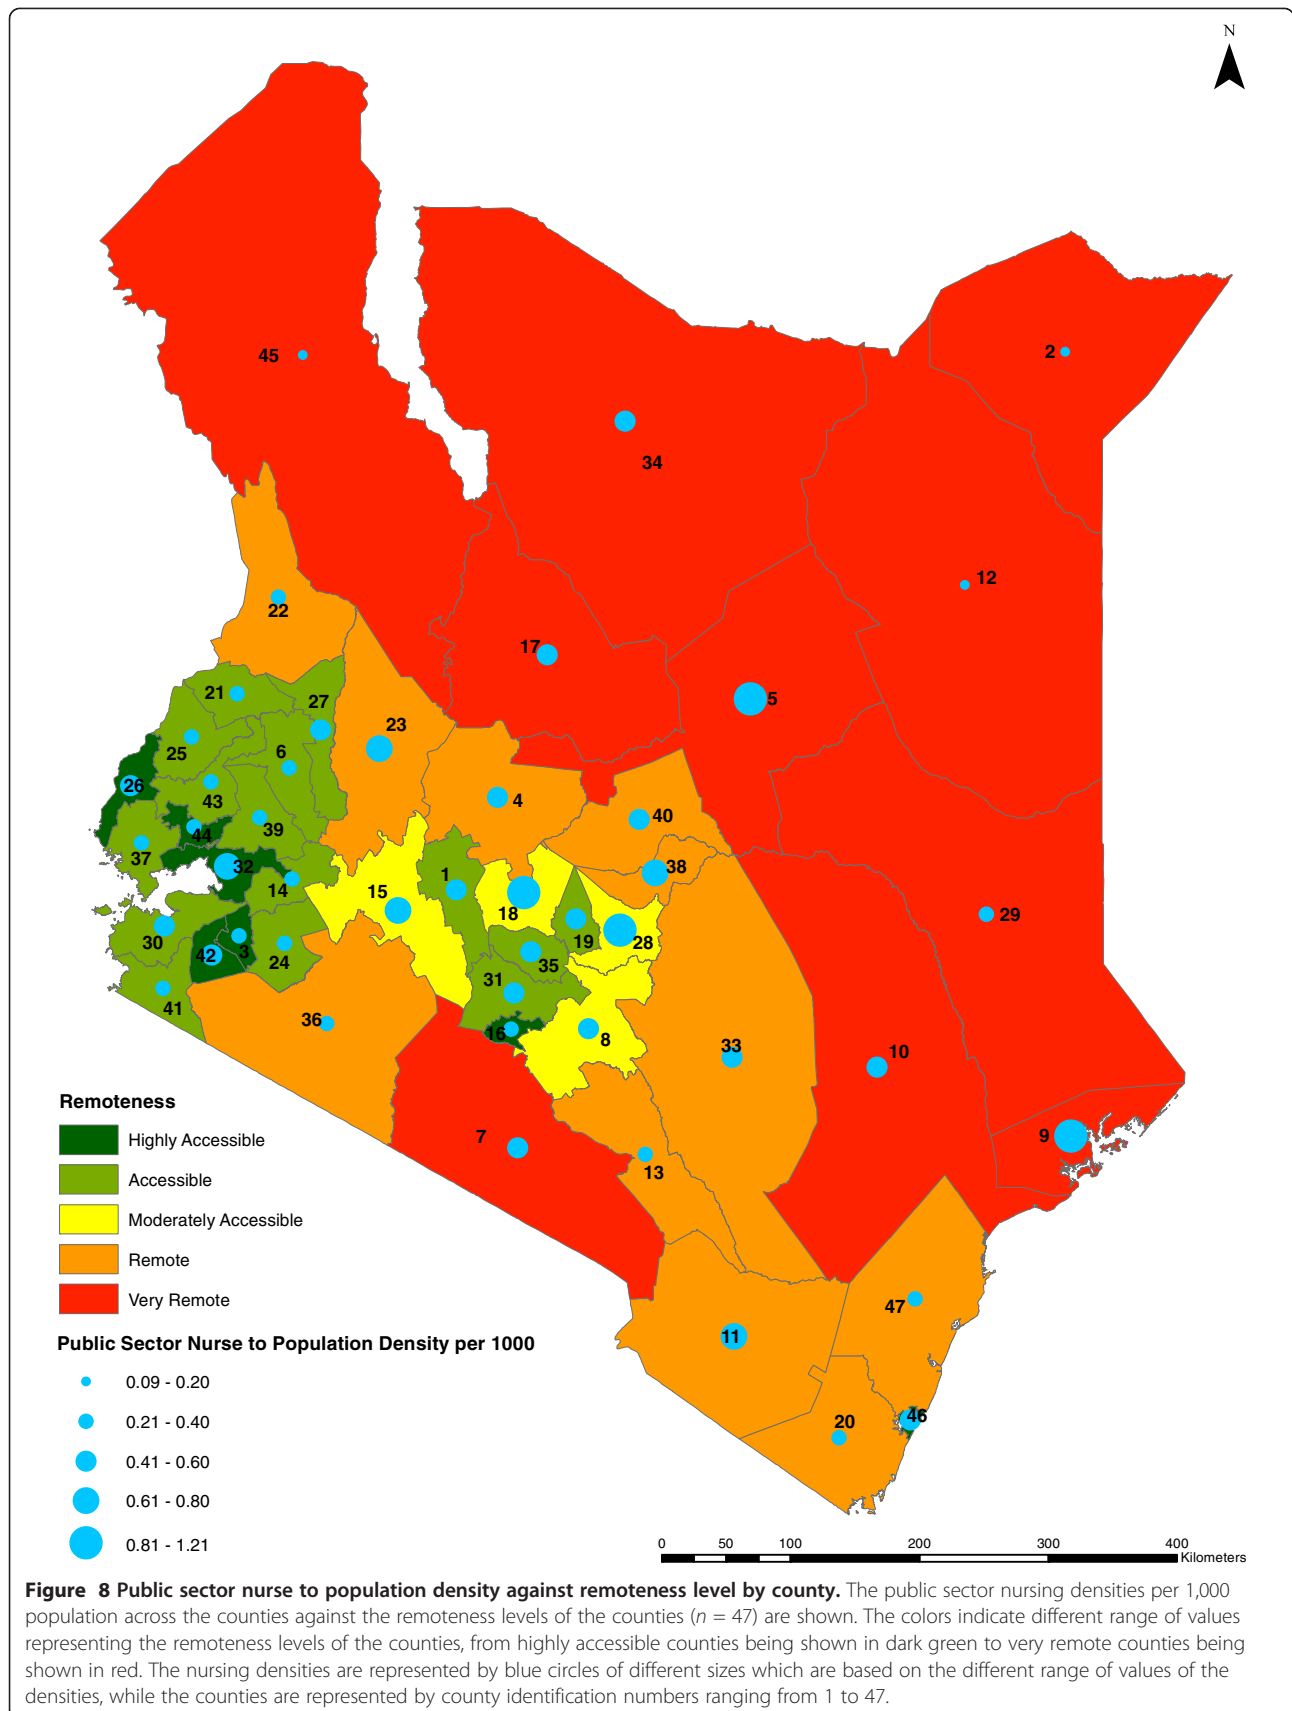 N
45
2
34
12
22
17
5
21
27
23
25
6
26
43
4
40
44
39
37
32
38
14
1
15
18
29
30
19
28
42
3
24
35
31
41
36
16
8
33
10
7
9
13
47
11
46
20
Remoteness
Highly Accessible
Accessible
Moderately Accessible
Remote
Very Remote
Public Sector Nurse to Population Density per 1000
0.09 - 0.20
0.21 - 0.40
0.41 - 0.60
0.61 - 0.80
0.81 - 1.21
0 50 100 200 300 400
Kilometers
Figure 8 Public sector nurse to population density against remoteness level by county. The public sector nursing densities per 1,000
population across the counties against the remoteness levels of the counties (n = 47) are shown. The colors indicate different range of values
representing the remoteness levels of the counties, from highly accessible counties being shown in dark green to very remote counties being
shown in red. The nursing densities are represented by blue circles of different sizes which are based on the different range of values of the
densities, while the counties are represented by county identification numbers ranging from 1 to 47.